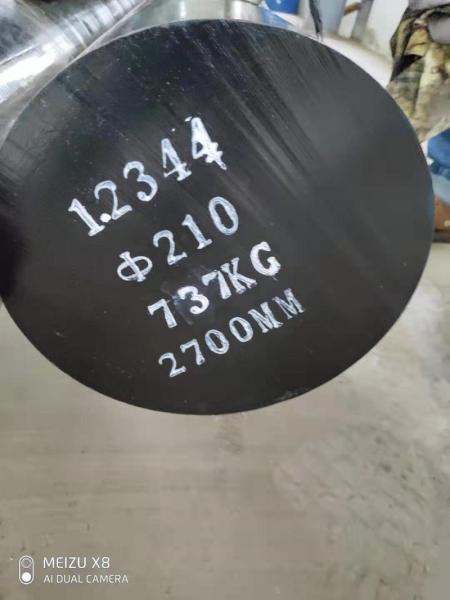 1.2344
Φ210
737KG
2700MM
MEIZU X8
AI DUAL CAMERA